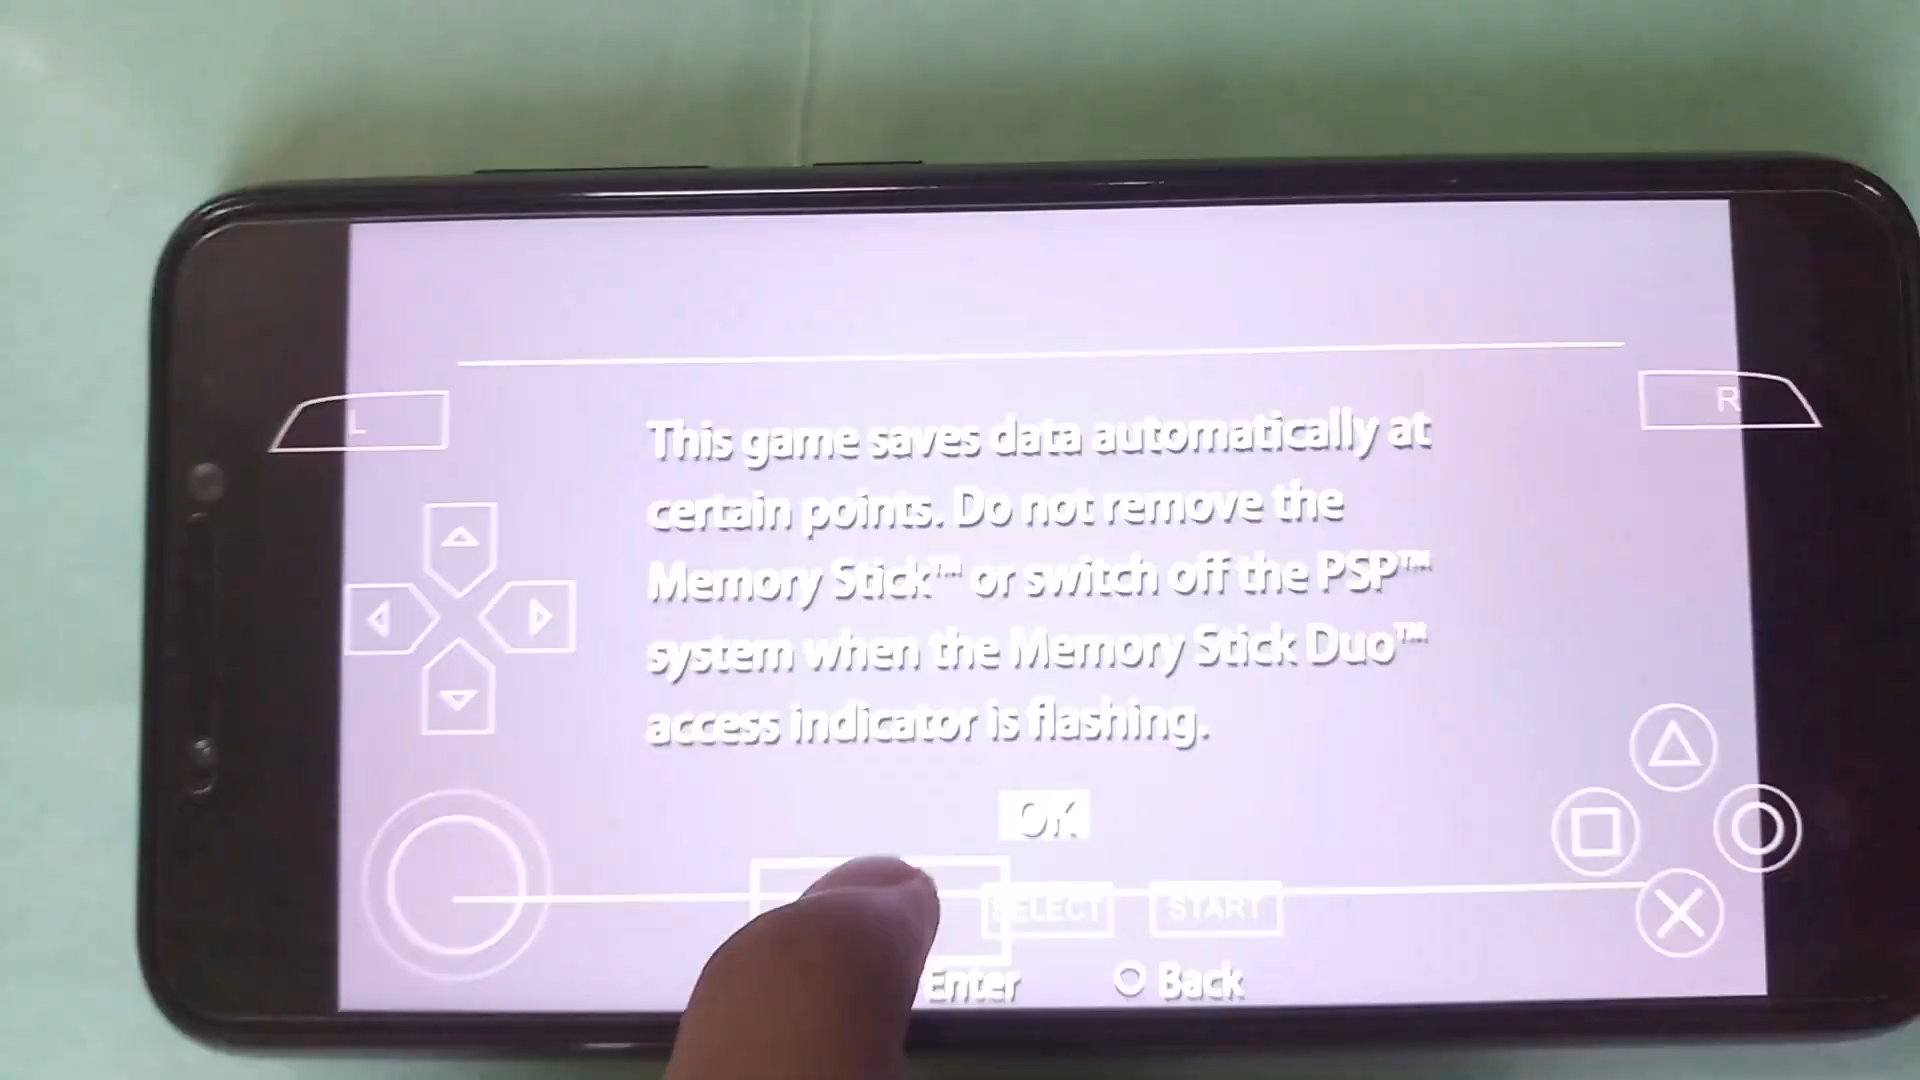 L
R
This game saves data automatically at
certain points. Do not remove the
Memory Stick™ or switch off the PSP™
system when the Memory Stick Duo™
access indicator is flashing.
OK
SELECT START
Enter Back